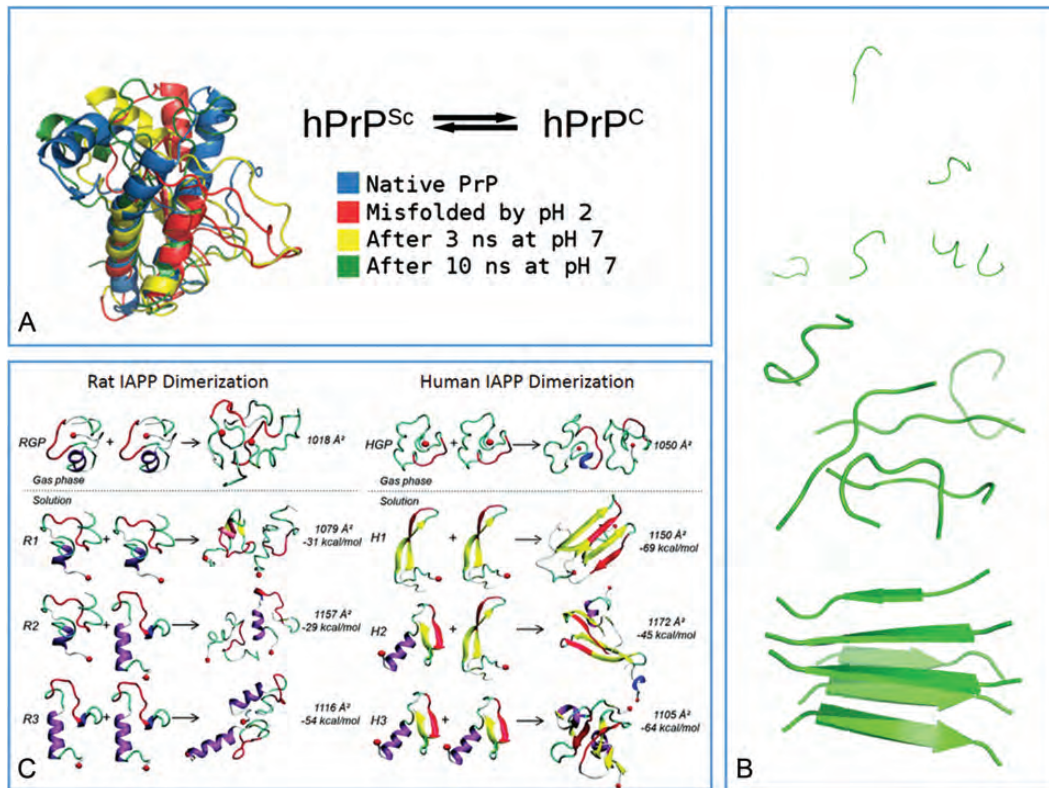 hPrP^Sc ⇌ hPrP^C
Native PrP
Misfolded by pH 2
After 3 ns at pH 7
After 10 ns at pH 7
A
Rat IAPP Dimerization
RGP + → 1018 Å²
Gas phase
Solution
R1 + → 1079 Å²
-31 kcal/mol
R2 + → 1157 Å²
-29 kcal/mol
R3 + → 1116 Å²
-54 kcal/mol
Human IAPP Dimerization
HGP + → 1050 Å²
Gas phase
Solution
H1 + → 1150 Å²
-69 kcal/mol
H2 + → 1172 Å²
-45 kcal/mol
H3 + → 1105 Å²
-64 kcal/mol
C
B